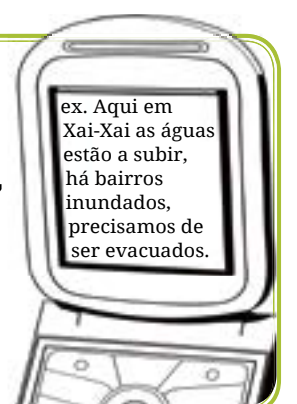 ex. Aqui em
Xai-Xai as águas
estão a subir,
há bairros
inundados,
precisamos de
ser evacuados.